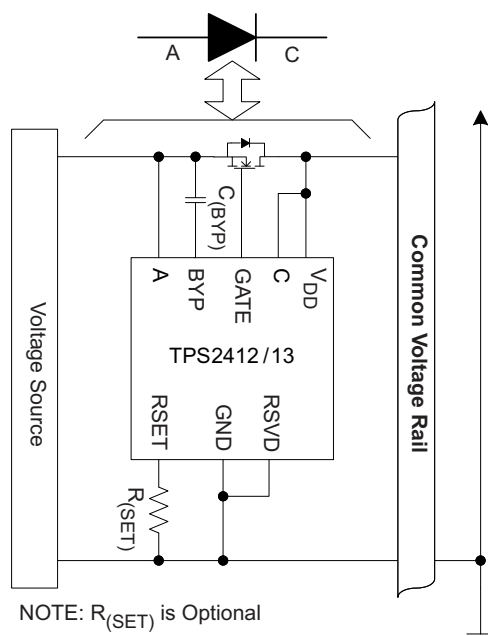 A
C
C(BYP)
A
BYP
GATE
C
VDD
TPS2412/13
RSET
GND
RSVD
R(SET)
Voltage Source
Common Voltage Rail
NOTE: R(SET) is Optional